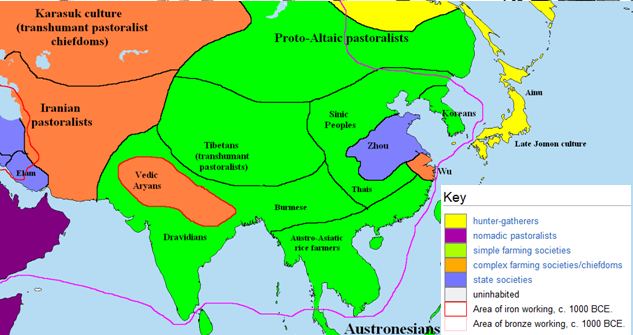 Karasuk culture
(transhumant pastoralist
chiefdoms)
Proto-Altaic pastoralists
Iranian
pastoralists
Sinic
Peoples
Koreans
Ainu
Zhou
Late Jomon culture
Tibetans
(transhumant
pastoralists)
Elam
Vedic
Aryans
Wu
Thais
Burmese
Dravidians
Austro-Asiatic
rice farmers
Austronesians
Key
hunter-gatherers
nomadic pastoralists
simple farming societies
complex farming societies/chiefdoms
state societies
uninhabited
Area of iron working, c. 1000 BCE.
Area of bronze working, c. 1000 BCE.